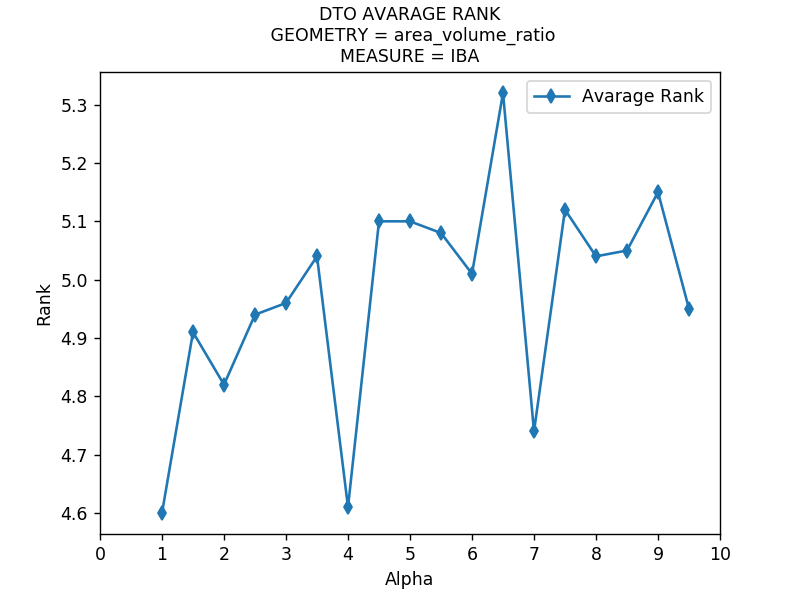 DTO AVARAGE RANK
GEOMETRY = area_volume_ratio
MEASURE = IBA
Avarage Rank
5.3
5.2
5.1
5.0
4.9
4.8
4.7
4.6
Rank
0 1 2 3 4 5 6 7 8 9 10
Alpha